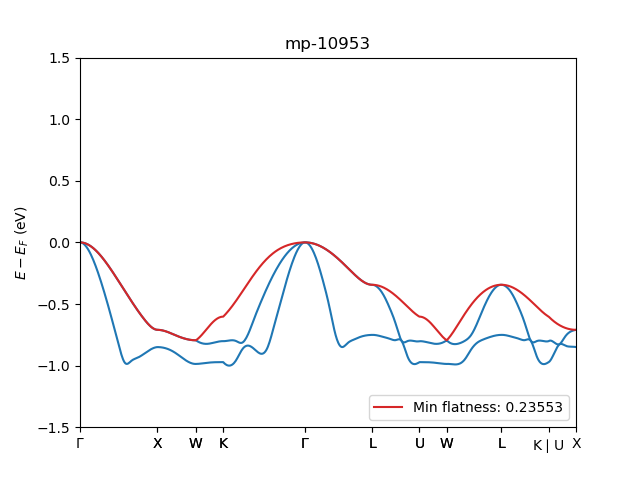 mp-10953
E − E_F (eV)
1.5
1.0
0.5
0.0
−0.5
−1.0
−1.5
Min flatness: 0.23553
Γ X W K Γ L U W L K | U X